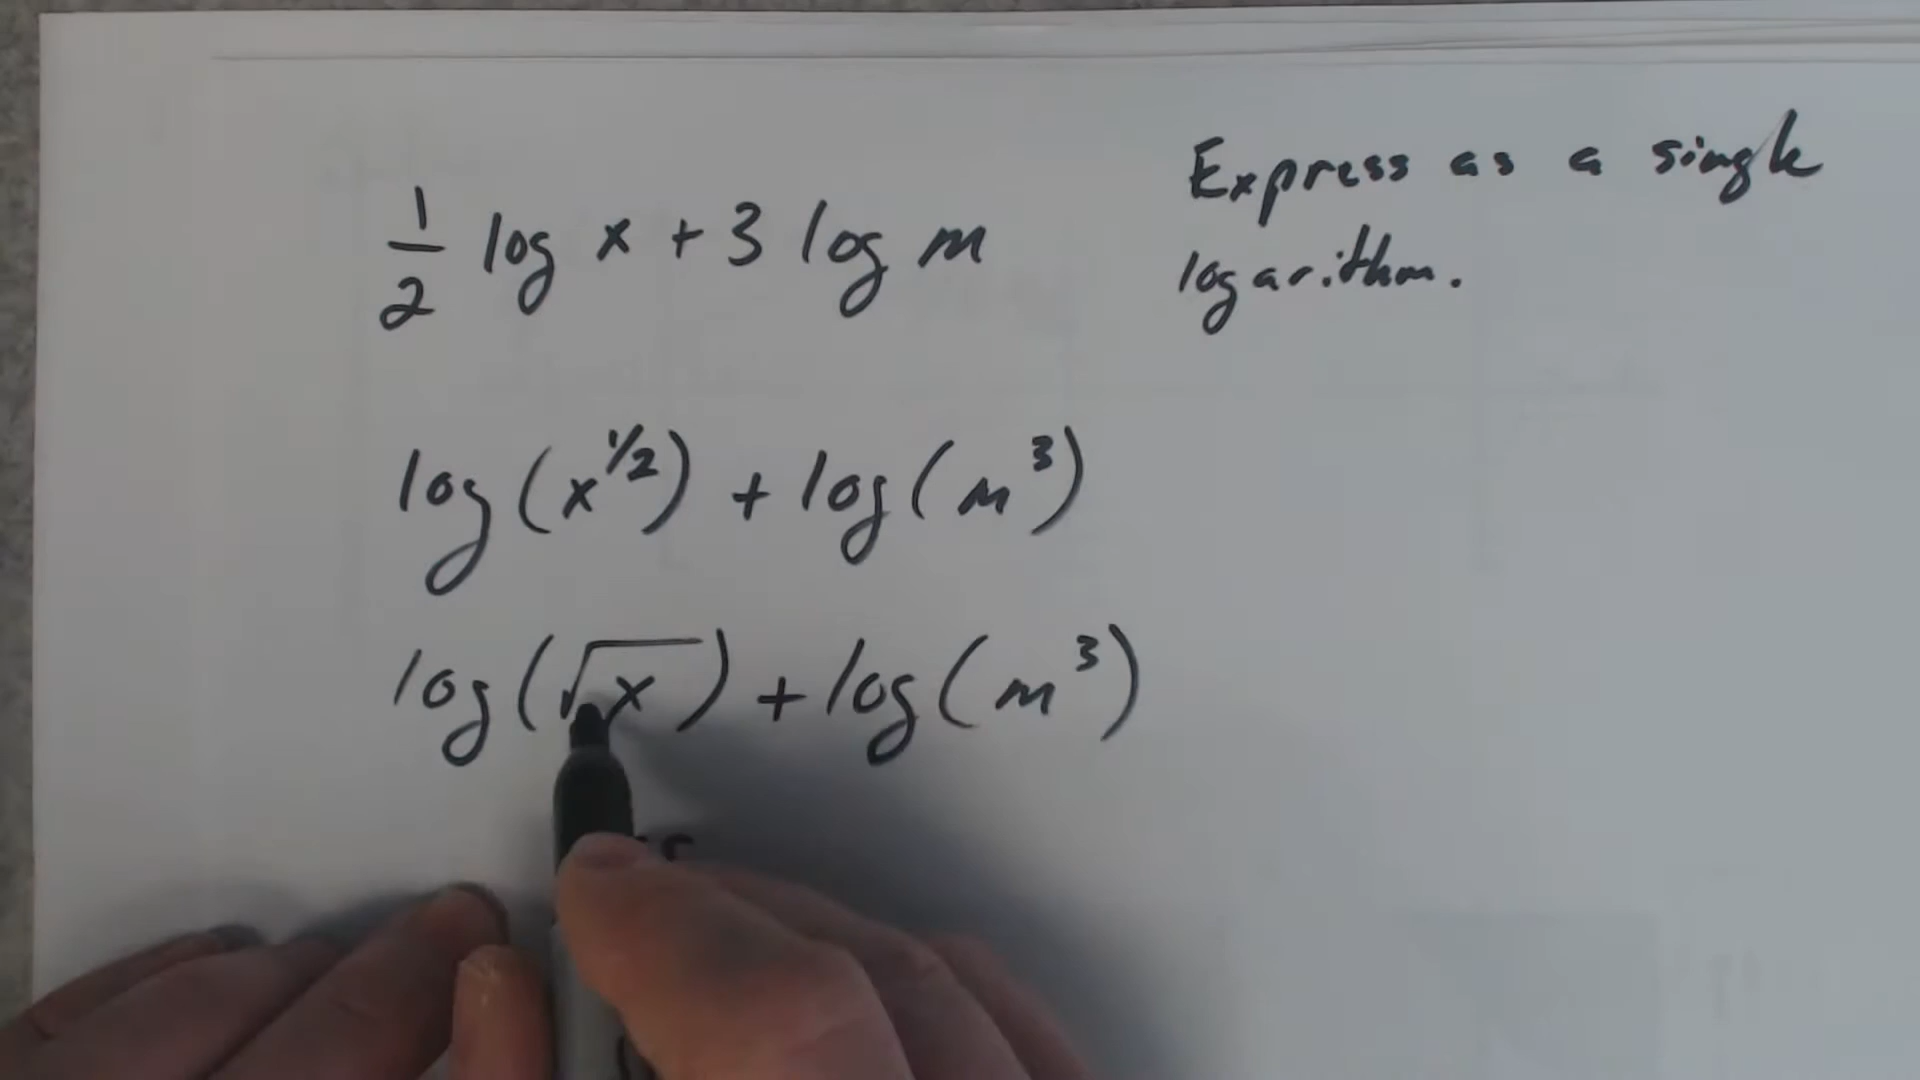 1/2 log x + 3 log m
Express as a single
logarithm.
log(x^1/2) + log(m^3)
log(√x) + log(m^3)